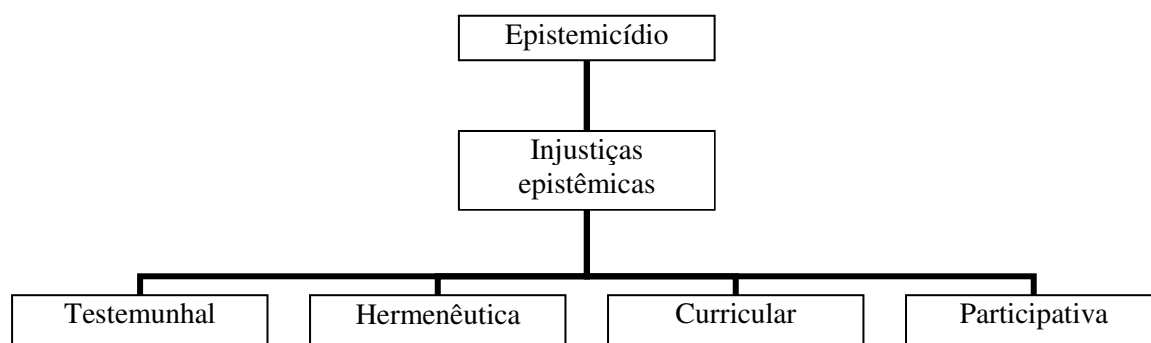 Epistemicídio
Injustiças
epistêmicas
Testemunhal
Hermenêutica
Curricular
Participativa